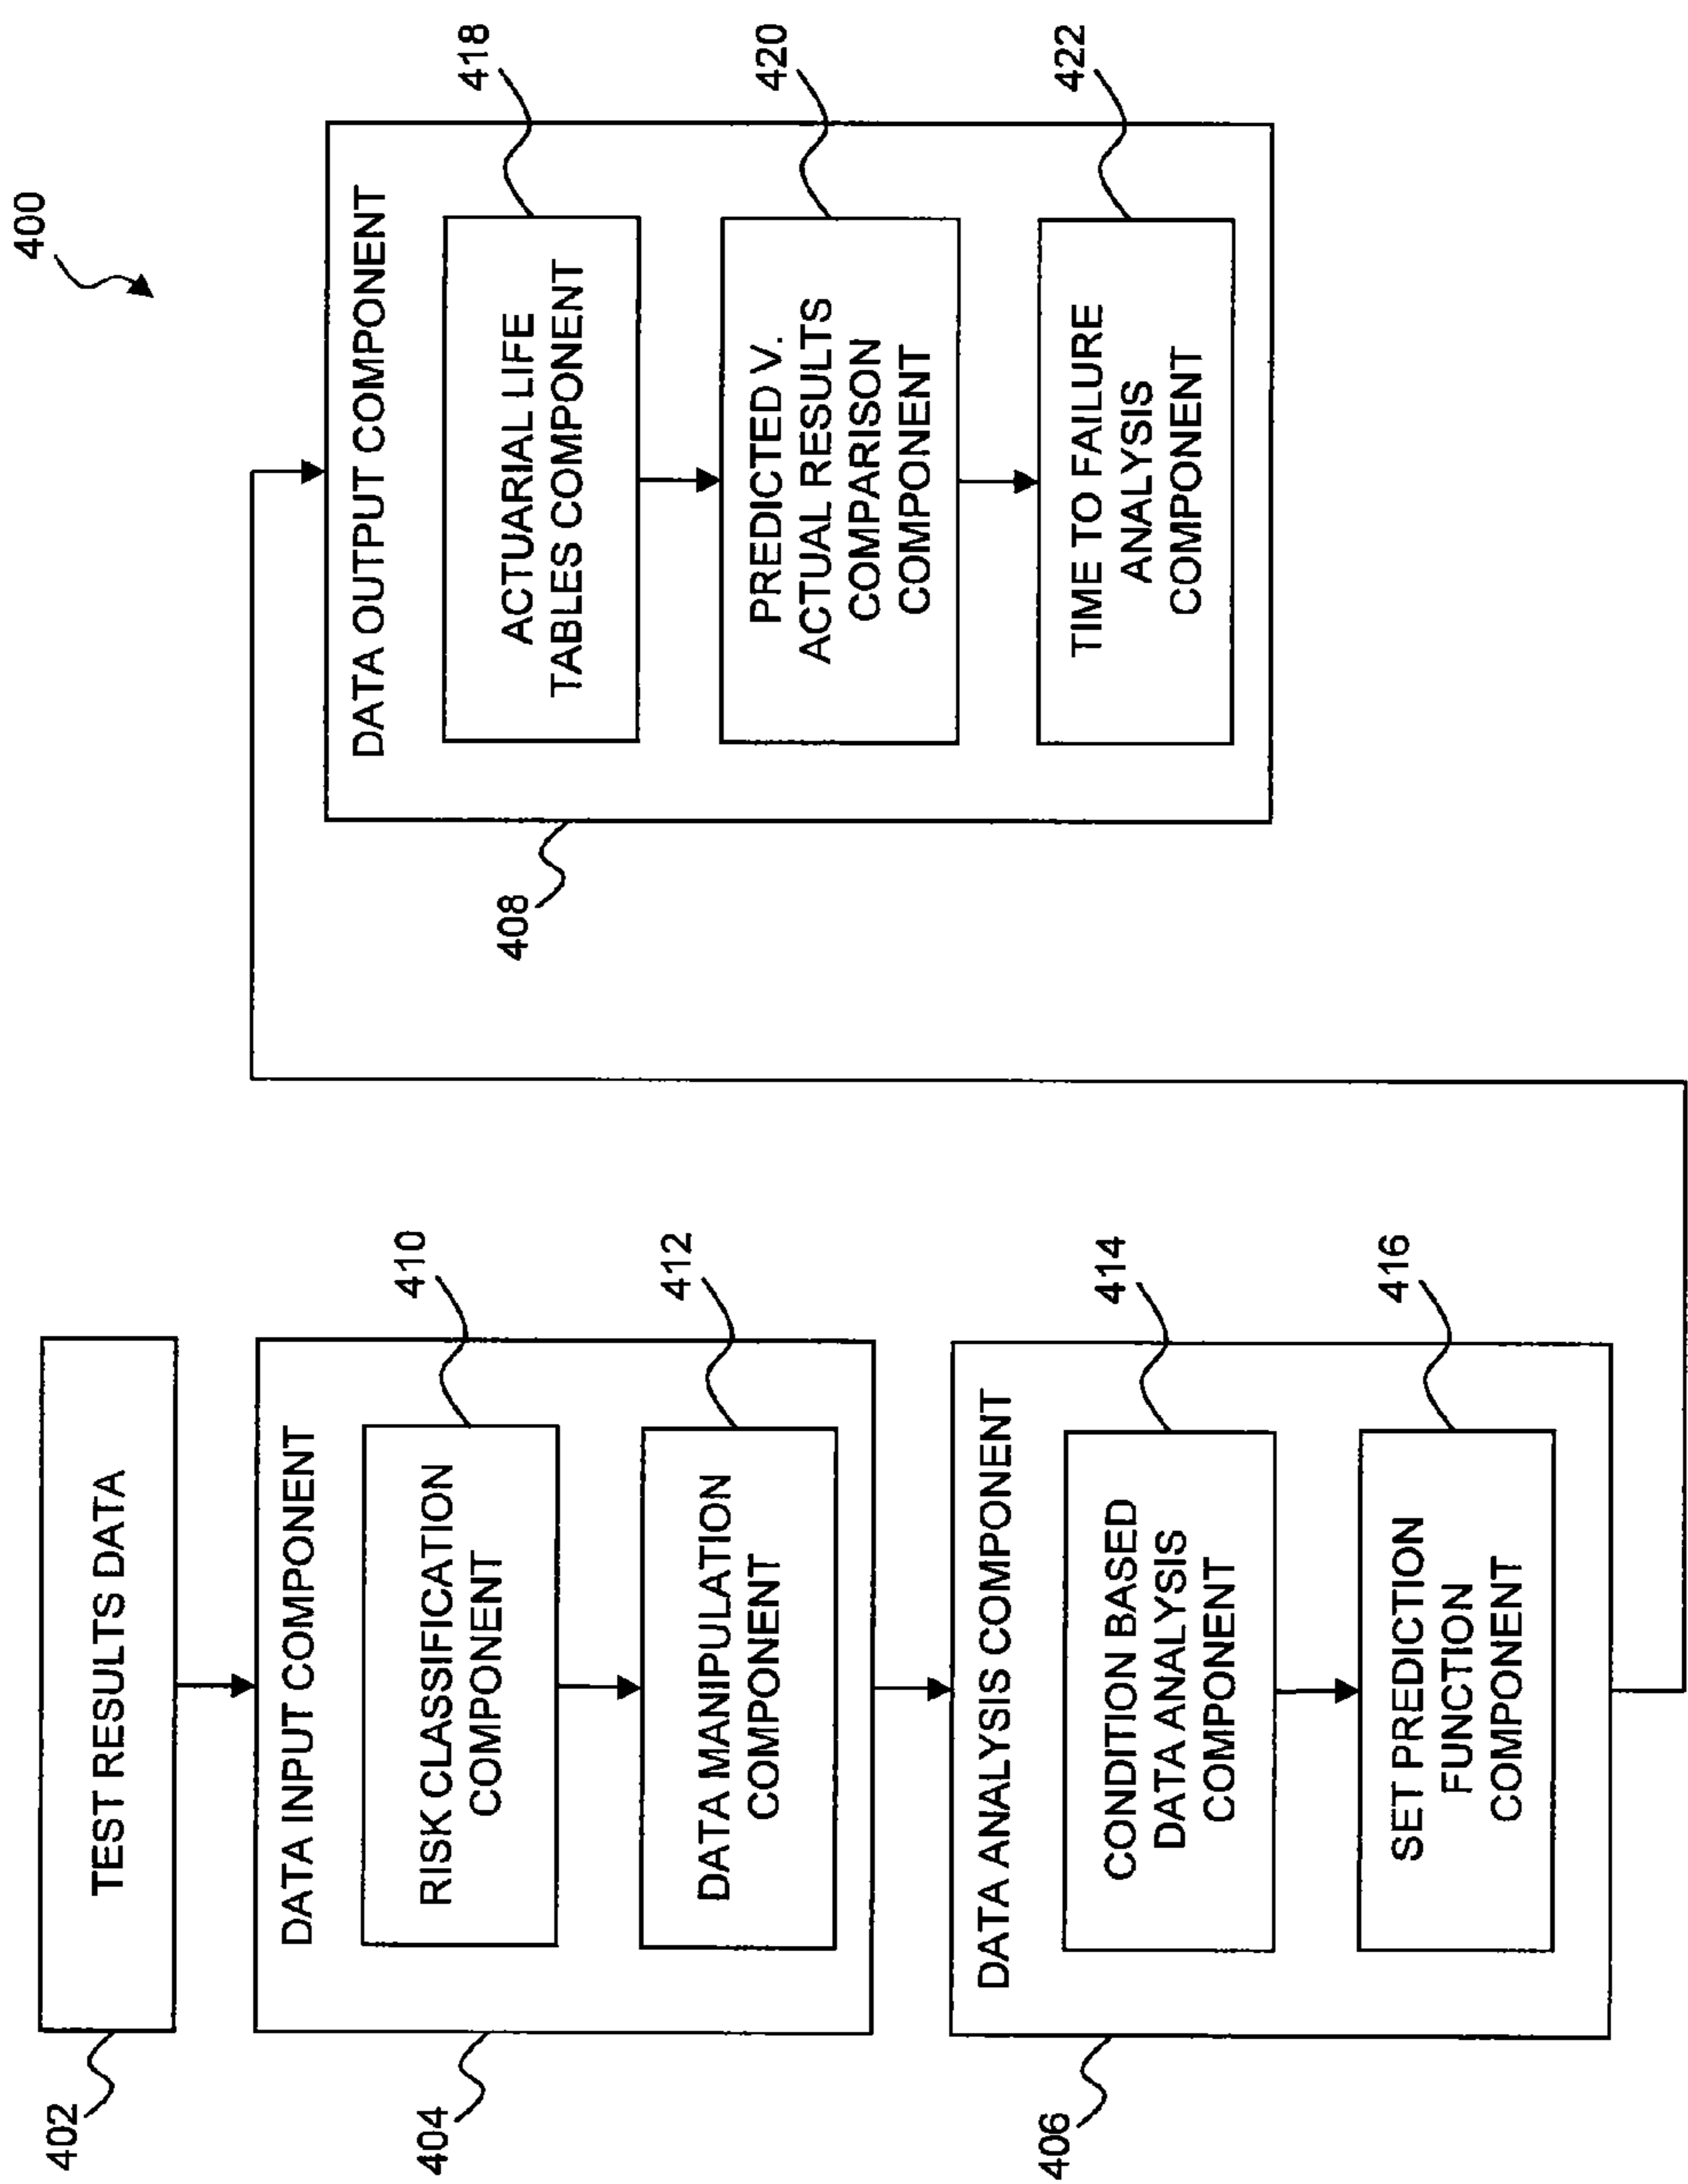 400
402
TEST RESULTS DATA
404
DATA INPUT COMPONENT
410
RISK CLASSIFICATION
COMPONENT
412
DATA MANIPULATION
COMPONENT
406
DATA ANALYSIS COMPONENT
414
CONDITION BASED
DATA ANALYSIS
COMPONENT
416
SET PREDICTION
FUNCTION
COMPONENT
408
DATA OUTPUT COMPONENT
418
ACTUARIAL LIFE
TABLES COMPONENT
420
PREDICTED V.
ACTUAL RESULTS
COMPARISON
COMPONENT
422
TIME TO FAILURE
ANALYSIS
COMPONENT